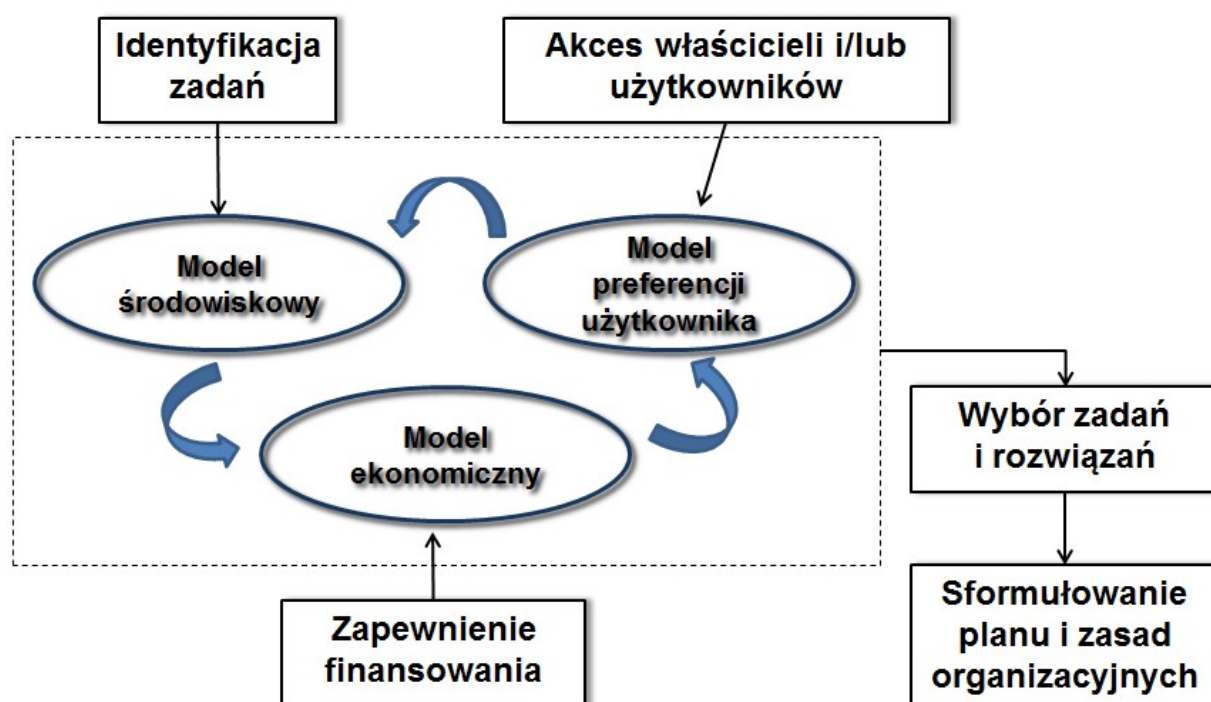 Identyfikacja
zadań
Akces właścicieli i/lub
użytkowników
Model
środowiskowy
Model
preferencji
użytkownika
Model
ekonomiczny
Wybór zadań
i rozwiązań
Zapewnienie
finansowania
Sformułowanie
planu i zasad
organizacyjnych